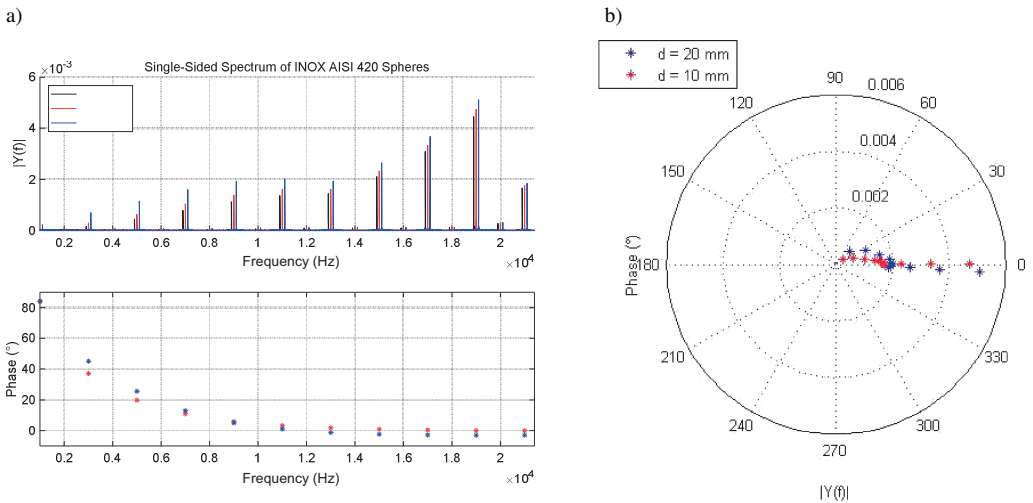 a)
×10⁻³
Single-Sided Spectrum of INOX AISI 420 Spheres
6
4
2
0
|Y(f)|
0.2 0.4 0.6 0.8 1 1.2 1.4 1.6 1.8 2
Frequency (Hz)
×10⁴
80
60
40
20
0
Phase (°)
0.2 0.4 0.6 0.8 1 1.2 1.4 1.6 1.8 2
Frequency (Hz)
×10⁴
b)
d = 20 mm
d = 10 mm
90
0.006
120
60
0.004
150
30
0.002
180
0
Phase (°)
210
330
240
300
270
|Y(f)|